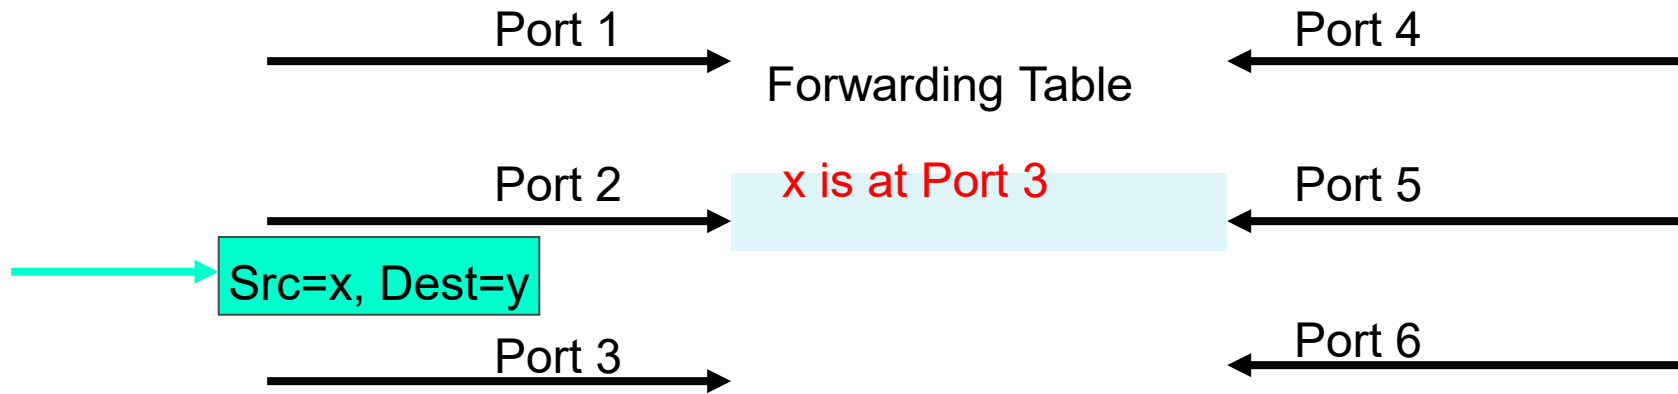 Port 1
Port 4
Forwarding Table
Port 2
x is at Port 3
Port 5
Src=x, Dest=y
Port 3
Port 6